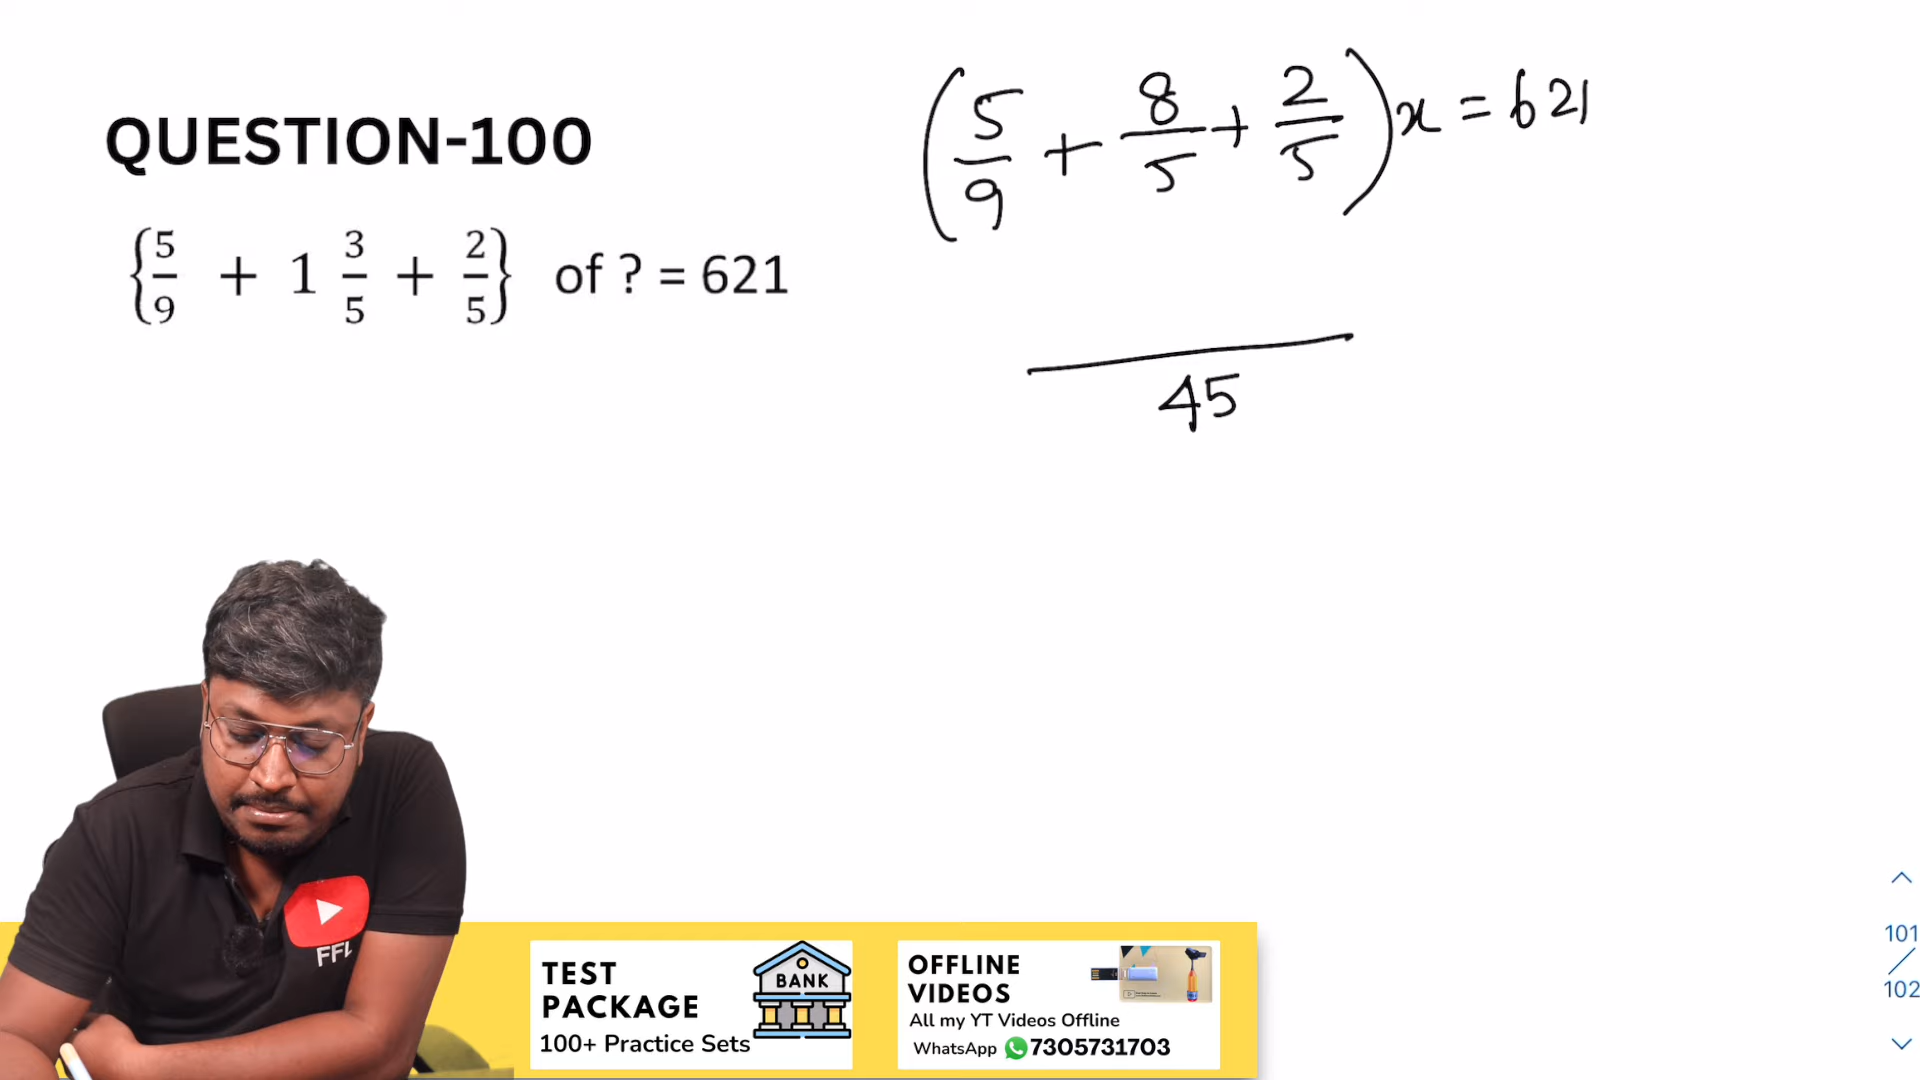 QUESTION-100
{5/9 + 1 3/5 + 2/5} of ? = 621
(5/9 + 8/5 + 2/5)x = 621
45
FFL
TEST
PACKAGE
100+ Practice Sets
BANK
OFFLINE
VIDEOS
All my YT Videos Offline
WhatsApp 7305731703
101
/
102